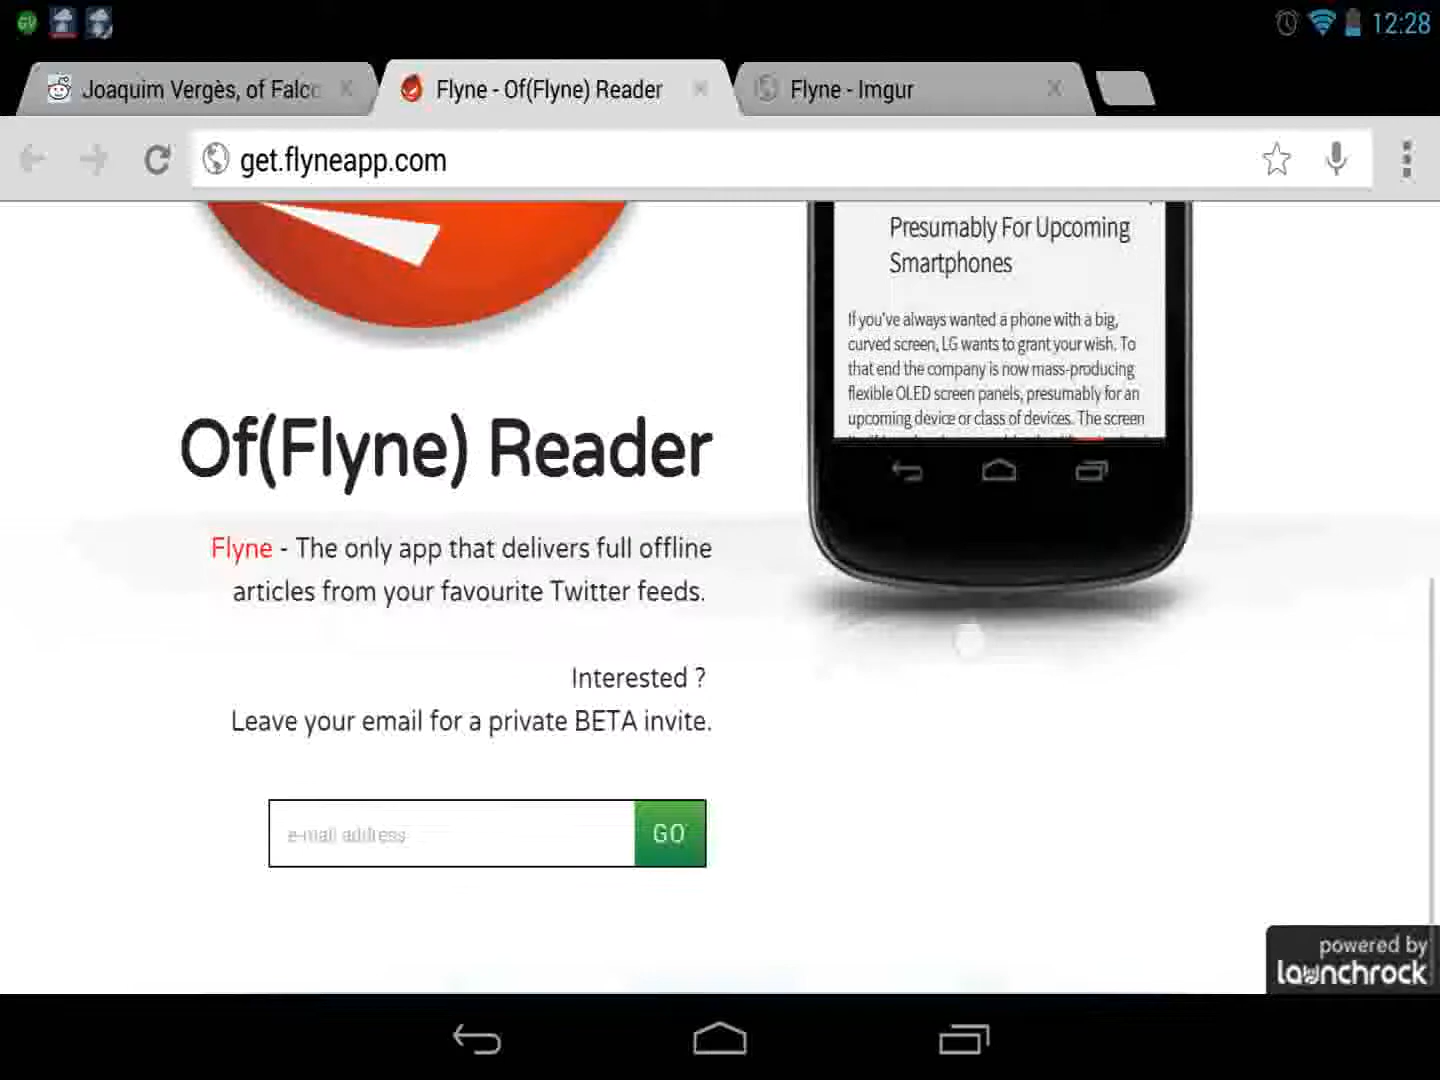 12:28
Joaquim Vergès, of Falco
Flyne - Of(Flyne) Reader
Flyne - Imgur
get.flyneapp.com
Presumably For Upcoming
Smartphones
If you've always wanted a phone with a big,
curved screen, LG wants to grant your wish. To
that end the company is now mass-producing
flexible OLED screen panels, presumably for an
upcoming device or class of devices. The screen
Of(Flyne) Reader
Flyne - The only app that delivers full offline
articles from your favourite Twitter feeds.
Interested ?
Leave your email for a private BETA invite.
e-mail address
GO
powered by
launchrock